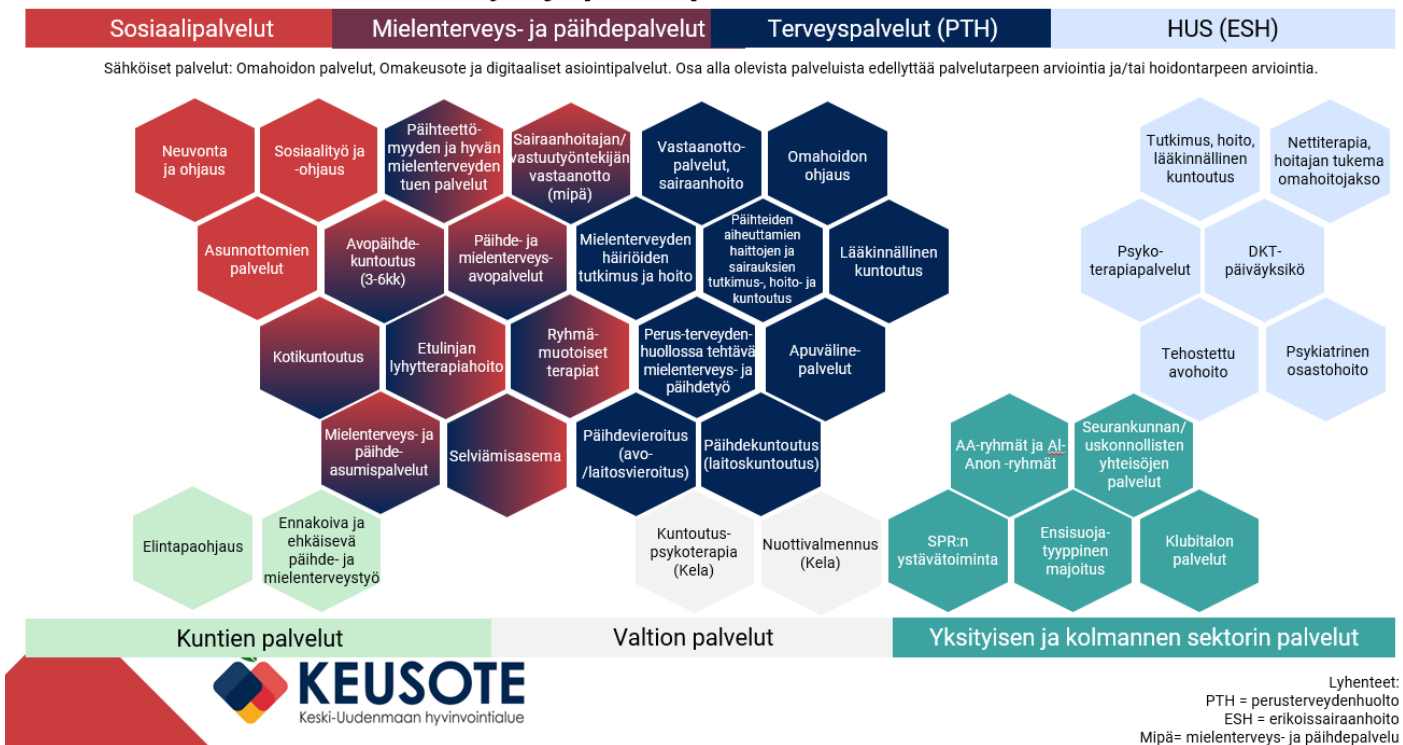 Sosiaalipalvelut
Mielenterveys- ja päihdepalvelut
Terveyspalvelut (PTH)
HUS (ESH)
Sähköiset palvelut: Omahoidon palvelut, Omakeusote ja digitaaliset asiointipalvelut. Osa alla olevista palveluista edellyttää palvelutarpeen arviointia ja/tai hoidontarpeen arviointia.
Neuvonta
ja ohjaus
Sosiaalityö ja
-ohjaus
Päihteettö-
myyden ja hyvän
mielenterveyden
tuen palvelut
Sairaanhoitajan/
vastuutyöntekijän
vastaanotto
(mipä)
Vastaanotto-
palvelut,
sairaanhoito
Omahoidon
ohjaus
Tutkimus, hoito,
lääkinnällinen
kuntoutus
Nettiterapia,
hoitajan tukema
omahoitojakso
Asunnottomien
palvelut
Avopäihde-
kuntoutus
(3-6kk)
Päihde- ja
mielenterveys-
avopalvelut
Mielenterveyden
häiriöiden
tutkimus ja hoito
Päihteiden
aiheuttamien
haittojen ja
sairauksien
tutkimus-, hoito- ja
kuntoutus
Lääkinnällinen
kuntoutus
Psyko-
terapiapalvelut
DKT-
päiväyksikö
Kotikuntoutus
Etulinjan
lyhytterapiahoito
Ryhmä-
muotoiset
terapiat
Perus-terveyden-
huollossa tehtävä
mielenterveys- ja
päihdetyö
Apuväline-
palvelut
Tehostettu
avohoito
Psykiatrinen
osastohoito
Mielenterveys- ja
päihde-
asumispalvelut
Selviämisasema
Päihdevieroitus
(avo-
/laitosvieroitus)
Päihdekuntoutus
(laitoskuntoutus)
AA-ryhmät ja Al-
Anon -ryhmät
Seurankunnan/
uskonnollisten
yhteisöjen
palvelut
Elintapaohjaus
Ennakoiva ja
ehkäisevä
päihde- ja
mielenterveystyö
Kuntoutus-
psykoterapia
(Kela)
Nuottivalmennus
(Kela)
SPR:n
ystävätoiminta
Ensisuoja-
tyyppinen
majoitus
Klubitalon
palvelut
Kuntien palvelut
Valtion palvelut
Yksityisen ja kolmannen sektorin palvelut
KEUSOTE
Keski-Uudenmaan hyvinvointialue
Lyhenteet:
PTH = perusterveydenhuolto
ESH = erikoissairaanhoito
Mipä= mielenterveys- ja päihdepalvelu